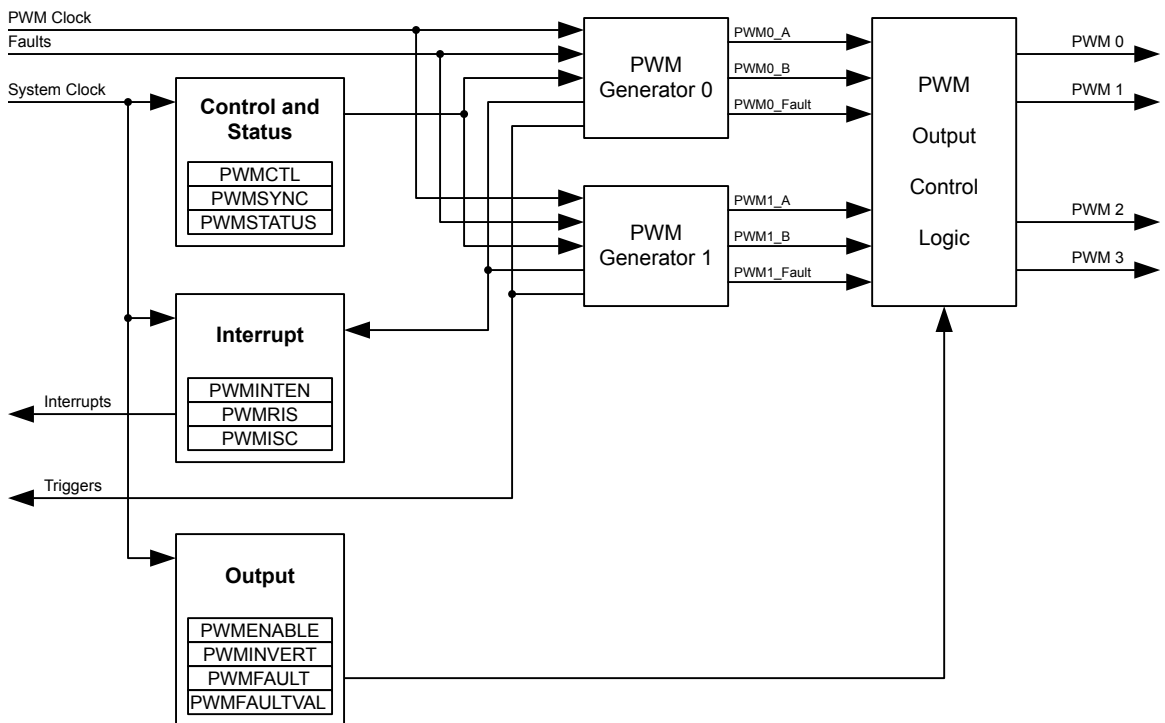 PWM Clock
Faults
System Clock
Control and
Status
PWMCTL
PWMSYNC
PWMSTATUS
Interrupt
PWMINTEN
PWMRIS
PWMISC
Interrupts
Triggers
Output
PWMENABLE
PWMINVERT
PWMFAULT
PWMFAULTVAL
PWM
Generator 0
PWM0_A
PWM0_B
PWM0_Fault
PWM
Generator 1
PWM1_A
PWM1_B
PWM1_Fault
PWM
Output
Control
Logic
PWM 0
PWM 1
PWM 2
PWM 3